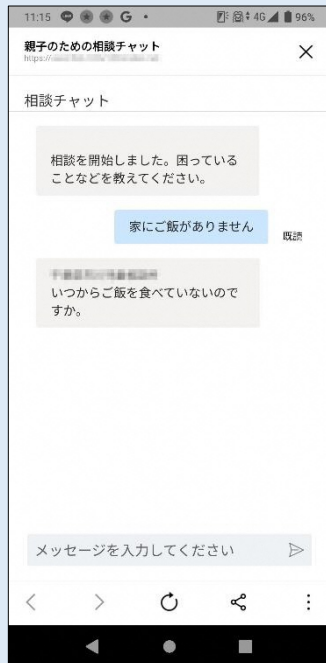 11:15 G 4G 96%
親子のための相談チャット
https://
相談チャット
相談を開始しました。困っている
ことなどを教えてください。
家にご飯がありません
既読
いつからご飯を食べていないので
すか。
メッセージを入力してください